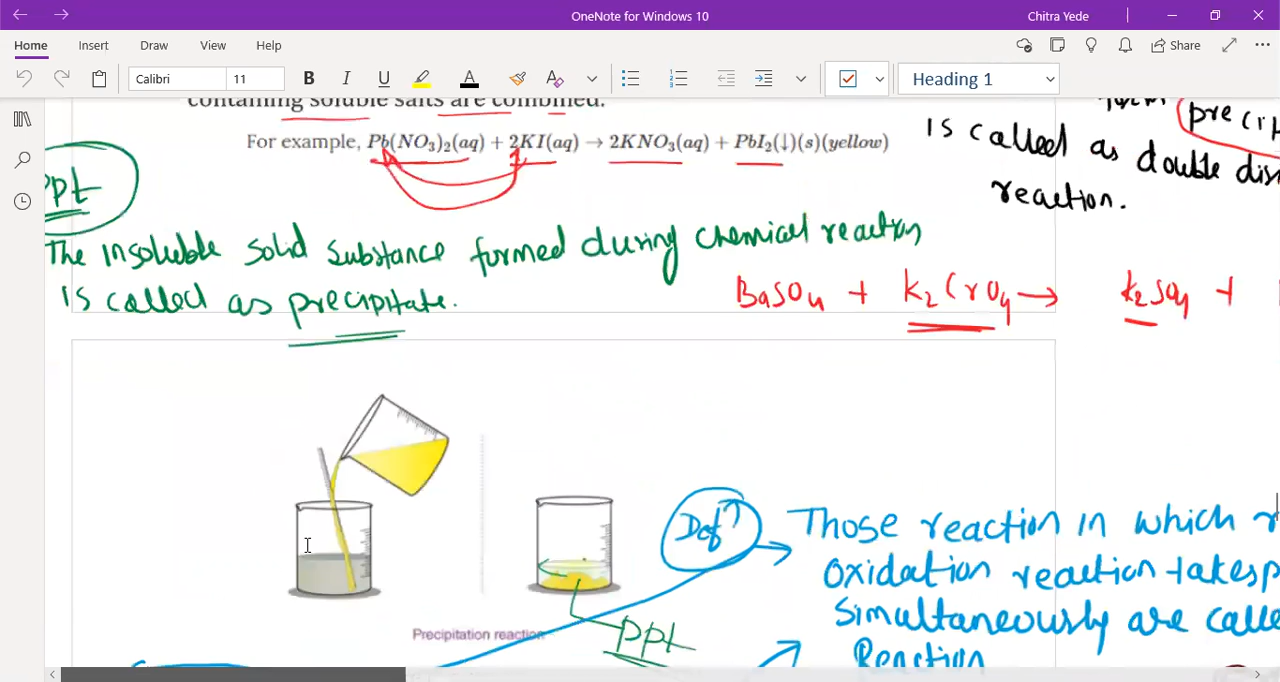 OneNote for Windows 10
Chitra Yede
Home Insert Draw View Help
Share
Calibri 11 B I U A A Heading 1
containing soluble salts are combined.
For example, Pb(NO₃)₂(aq) + 2KI(aq) → 2KNO₃(aq) + PbI₂(↓)(s)(yellow)
is called as double dis
reaction.
ppt
The insoluble solid substance formed during chemical reaction
is called as precipitate.
BaSO₄ + K₂CrO₄ → K₂SO₄ +
Precipitation reaction
ppt
Defⁿ
Those reaction in which r
Oxidation reaction takesp
Simultaneously are calle
Reaction